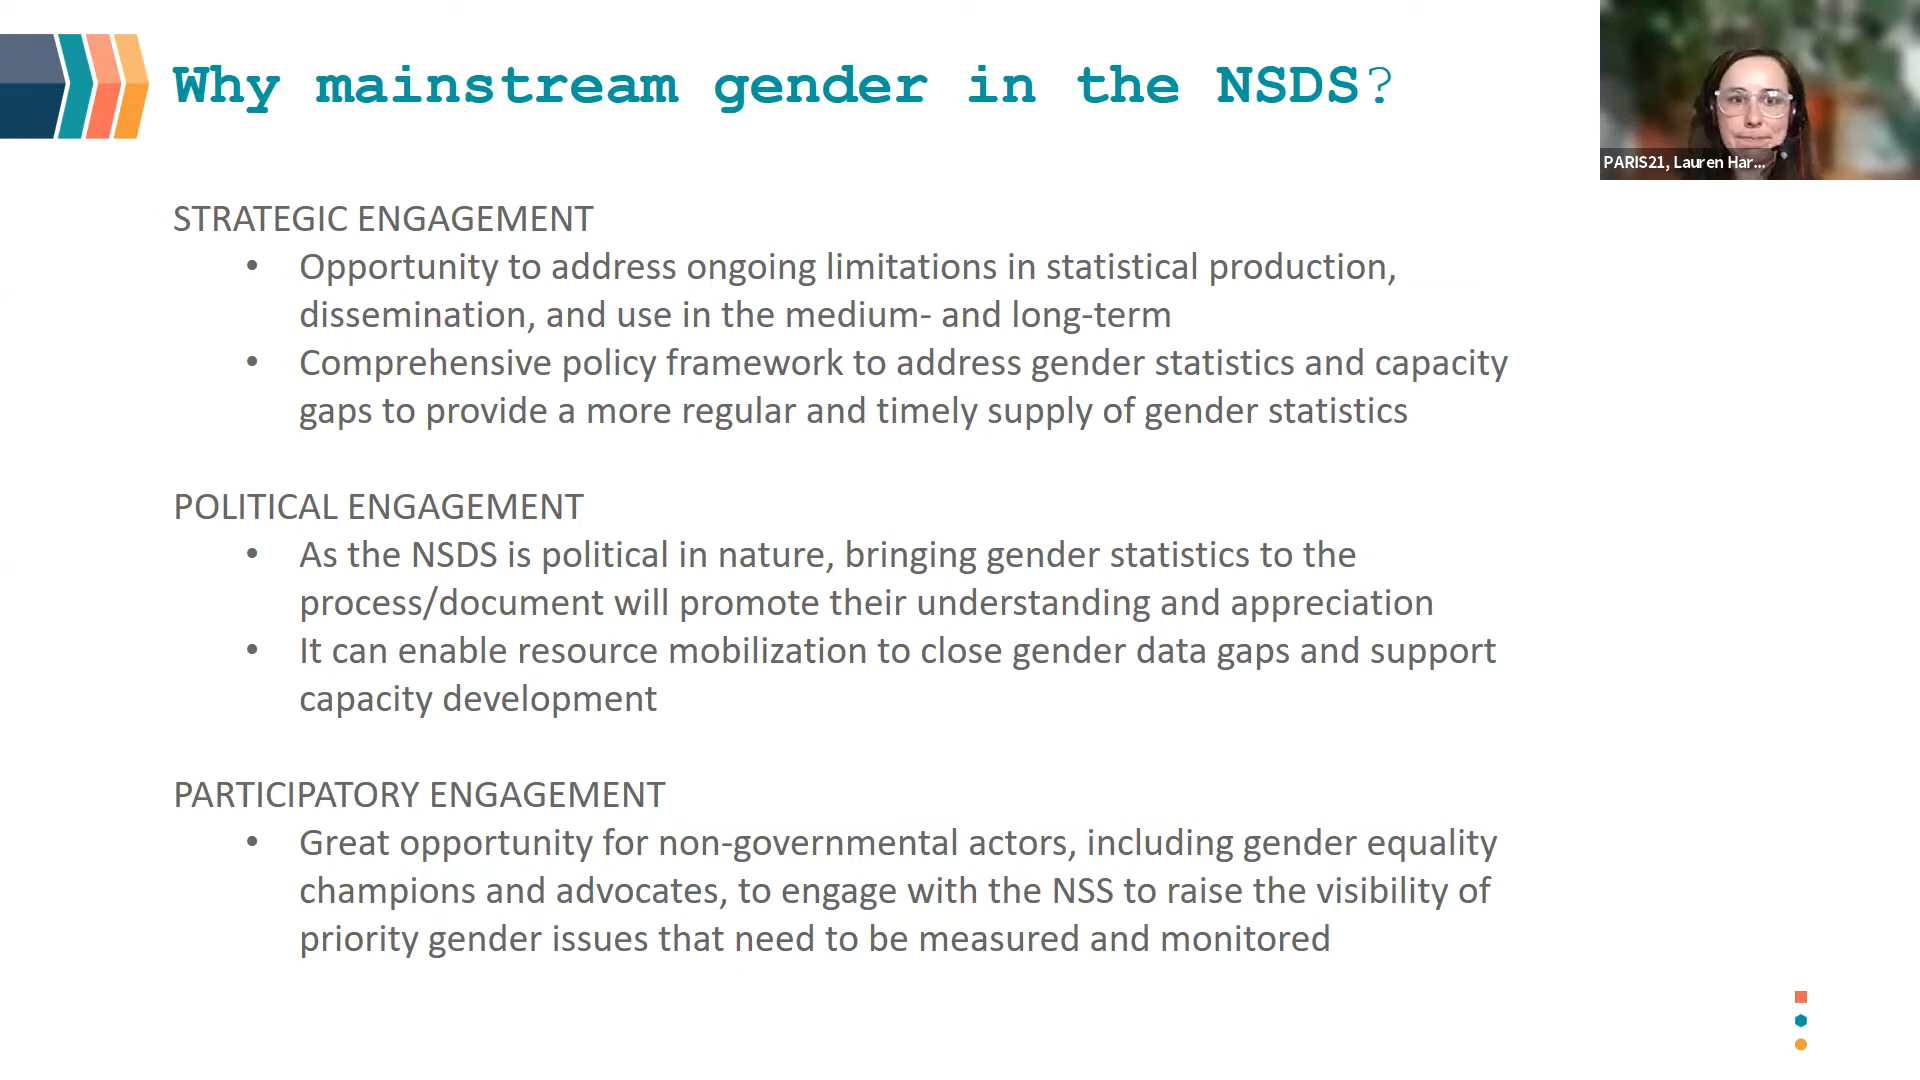 Why mainstream gender in the NSDS?
PARIS21, Lauren Har...
STRATEGIC ENGAGEMENT
• Opportunity to address ongoing limitations in statistical production,
dissemination, and use in the medium- and long-term
• Comprehensive policy framework to address gender statistics and capacity
gaps to provide a more regular and timely supply of gender statistics
POLITICAL ENGAGEMENT
• As the NSDS is political in nature, bringing gender statistics to the
process/document will promote their understanding and appreciation
• It can enable resource mobilization to close gender data gaps and support
capacity development
PARTICIPATORY ENGAGEMENT
• Great opportunity for non-governmental actors, including gender equality
champions and advocates, to engage with the NSS to raise the visibility of
priority gender issues that need to be measured and monitored